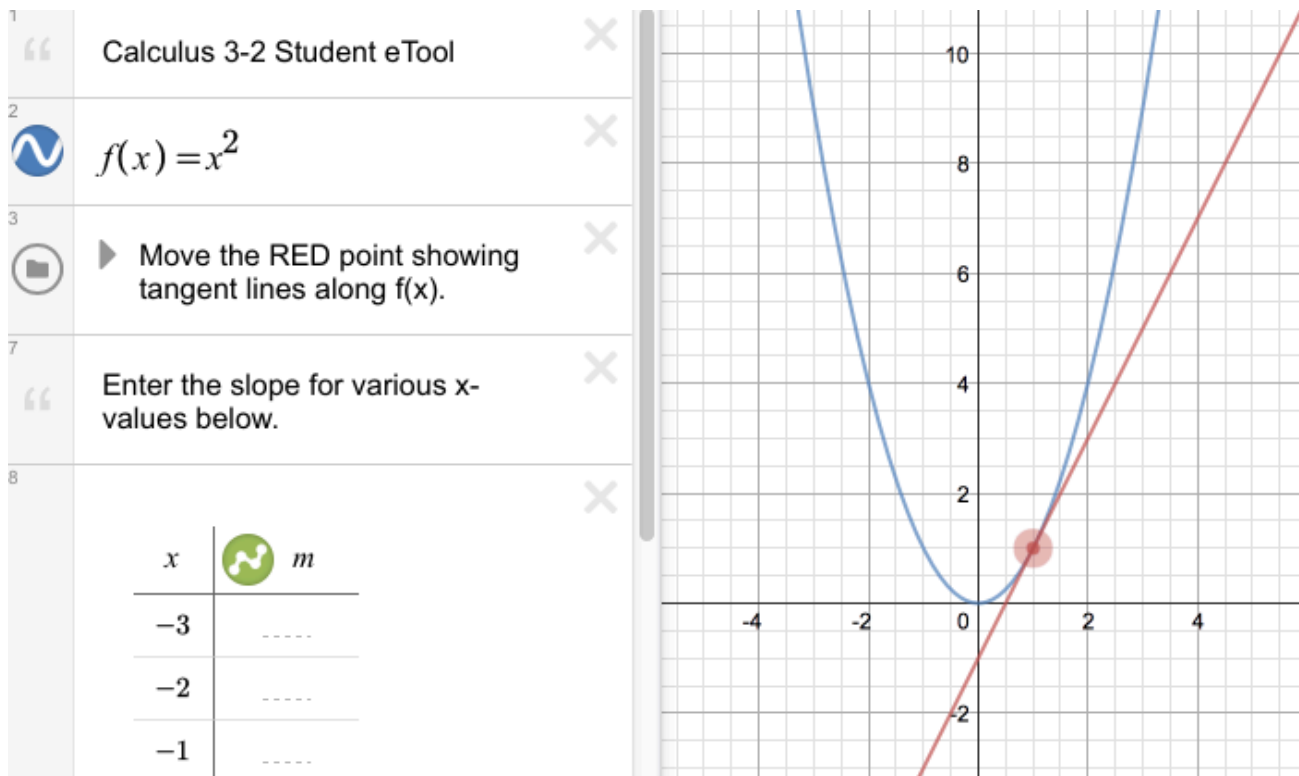 1
Calculus 3-2 Student eTool
2
f(x)=x²
3
Move the RED point showing
tangent lines along f(x).
7
Enter the slope for various x-
values below.
8
x m
−3
−2
−1
10
8
6
4
2
-4 -2 0 2 4
-2